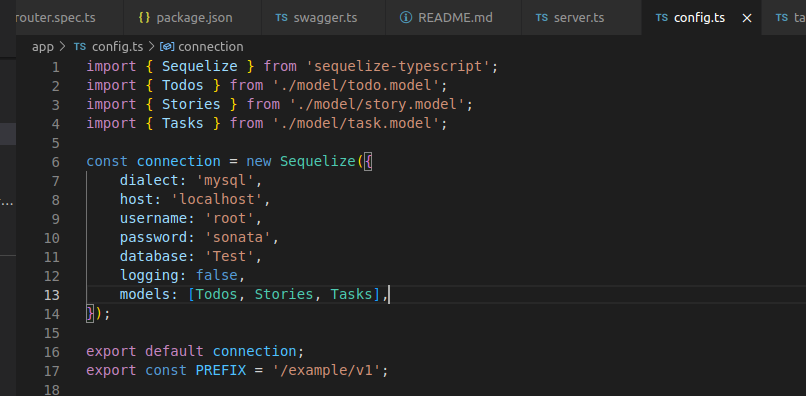 router.spec.ts {} package.json TS swagger.ts README.md TS server.ts TS config.ts TS
app > TS config.ts > connection
1 import { Sequelize } from 'sequelize-typescript';
2 import { Todos } from './model/todo.model';
3 import { Stories } from './model/story.model';
4 import { Tasks } from './model/task.model';
5
6 const connection = new Sequelize({
7 dialect: 'mysql',
8 host: 'localhost',
9 username: 'root',
10 password: 'sonata',
11 database: 'Test',
12 logging: false,
13 models: [Todos, Stories, Tasks],
14 });
15
16 export default connection;
17 export const PREFIX = '/example/v1';
18